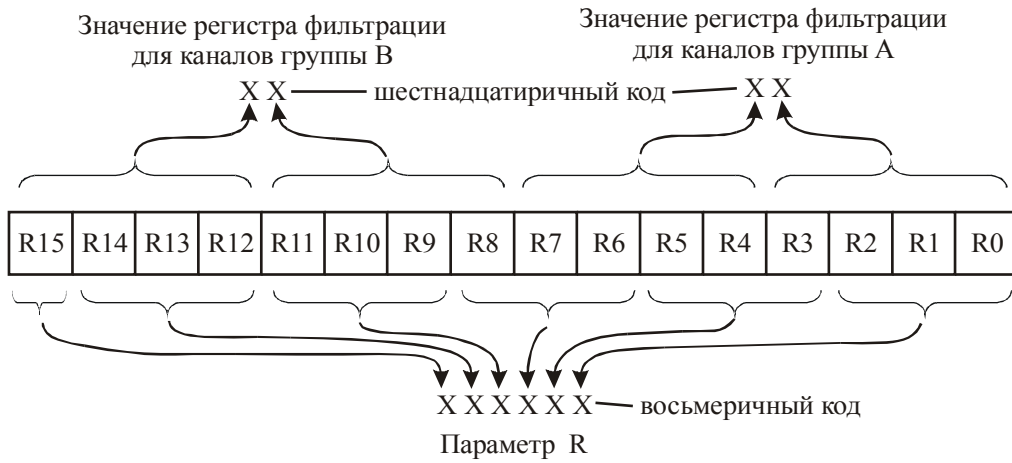 Значение регистра фильтрации
для каналов группы B
Значение регистра фильтрации
для каналов группы A
X X шестнадцатиричный код X X
R15 R14 R13 R12 R11 R10 R9 R8 R7 R6 R5 R4 R3 R2 R1 R0
X X X X X X восьмеричный код
Параметр R